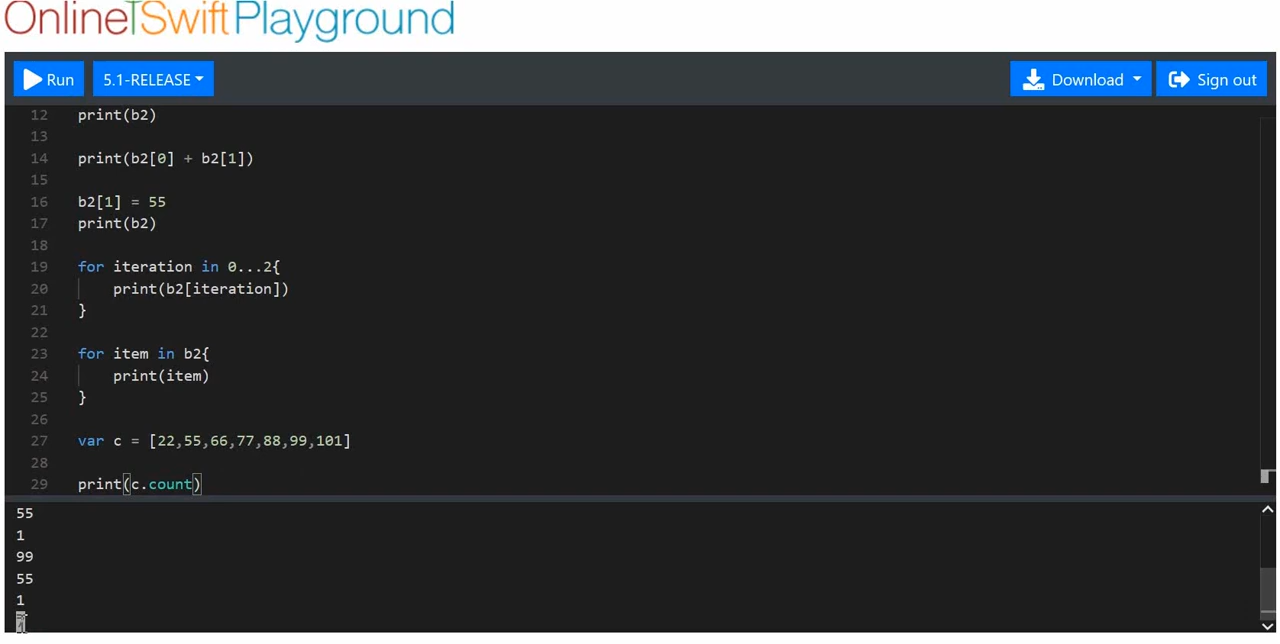 Online Swift Playground
Run 5.1-RELEASE Download Sign out
12 print(b2)
13
14 print(b2[0] + b2[1])
15
16 b2[1] = 55
17 print(b2)
18
19 for iteration in 0...2{
20 print(b2[iteration])
21 }
22
23 for item in b2{
24 print(item)
25 }
26
27 var c = [22,55,66,77,88,99,101]
28
29 print(c.count)
55
1
99
55
1